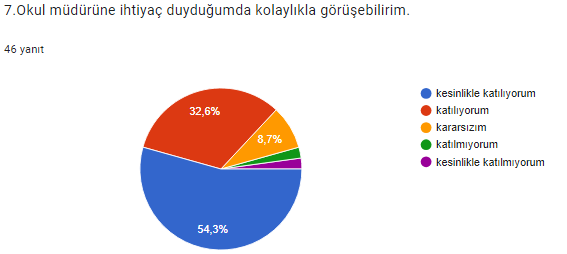 7.Okul müdürüne ihtiyaç duyduğumda kolaylıkla görüşebilirim.
46 yanıt
32,6%
8,7%
54,3%
kesinlikle katılıyorum
katılıyorum
kararsızım
katılmıyorum
kesinlikle katılmıyorum